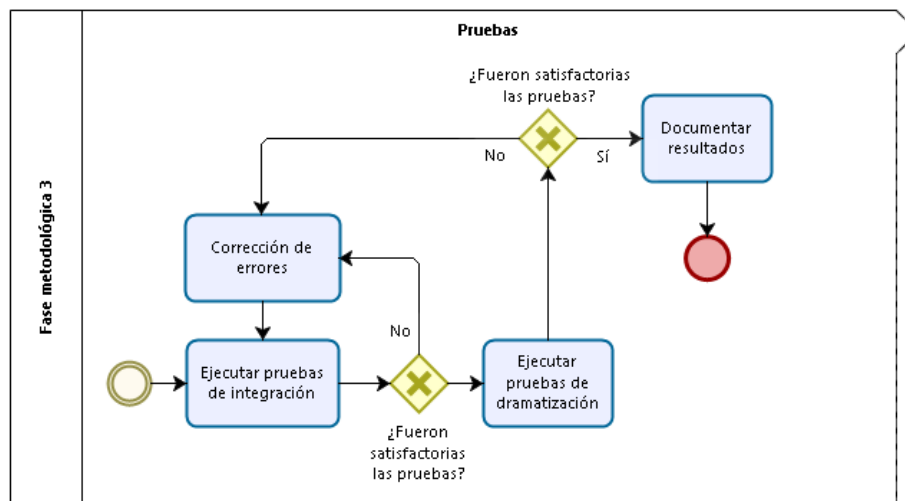 Pruebas
Fase metodológica 3
¿Fueron satisfactorias
las pruebas?
No
Sí
Documentar
resultados
Corrección de
errores
No
Ejecutar pruebas
de integración
¿Fueron
satisfactorias
las pruebas?
Ejecutar
pruebas de
dramatización